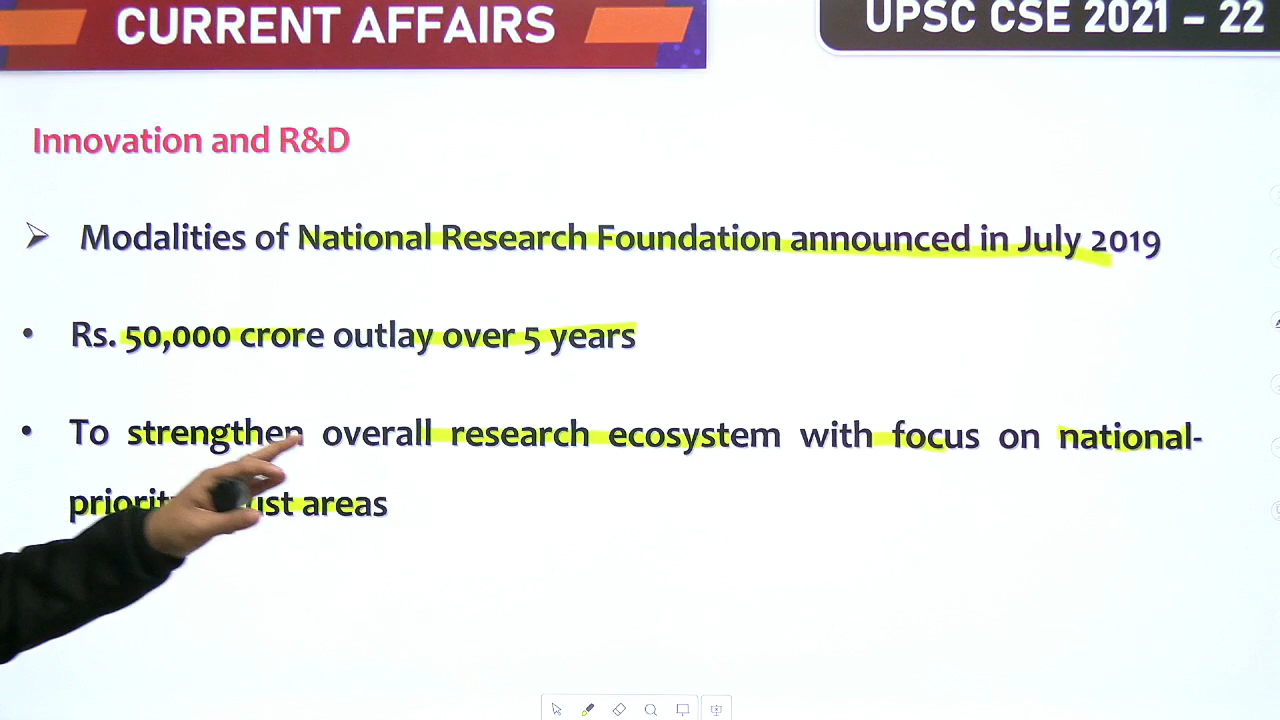 CURRENT AFFAIRS
UPSC CSE 2021 – 22
Innovation and R&D
Modalities of National Research Foundation announced in July 2019
Rs. 50,000 crore outlay over 5 years
To strengthen overall research ecosystem with focus on national-
areas